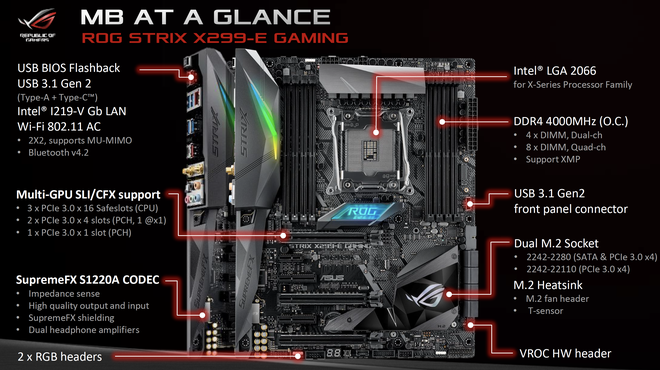 REPUBLIC OF
GAMERS
MB AT A GLANCE
ROG STRIX X299-E GAMING
USB BIOS Flashback
USB 3.1 Gen 2
(Type-A + Type-C™)
Intel® I219-V Gb LAN
Wi-Fi 802.11 AC
• 2X2, supports MU-MIMO
• Bluetooth v4.2
Multi-GPU SLI/CFX support
• 3 x PCIe 3.0 x 16 Safeslots (CPU)
• 2 x PCIe 3.0 x 4 slots (PCH, 1 @x1)
• 1 x PCIe 3.0 x 1 slot (PCH)
SupremeFX S1220A CODEC
• Impedance sense
• High quality output and input
• SupremeFX shielding
• Dual headphone amplifiers
2 x RGB headers
STRIX
STRIX
ROG
STRIX X299-E GAMING
ASUS
Intel® LGA 2066
for X-Series Processor Family
DDR4 4000MHz (O.C.)
• 4 x DIMM, Dual-ch
• 8 x DIMM, Quad-ch
• Support XMP
USB 3.1 Gen2
front panel connector
Dual M.2 Socket
• 2242-2280 (SATA & PCIe 3.0 x4)
• 2242-22110 (PCIe 3.0 x4)
M.2 Heatsink
• M.2 fan header
• T-sensor
VROC HW header